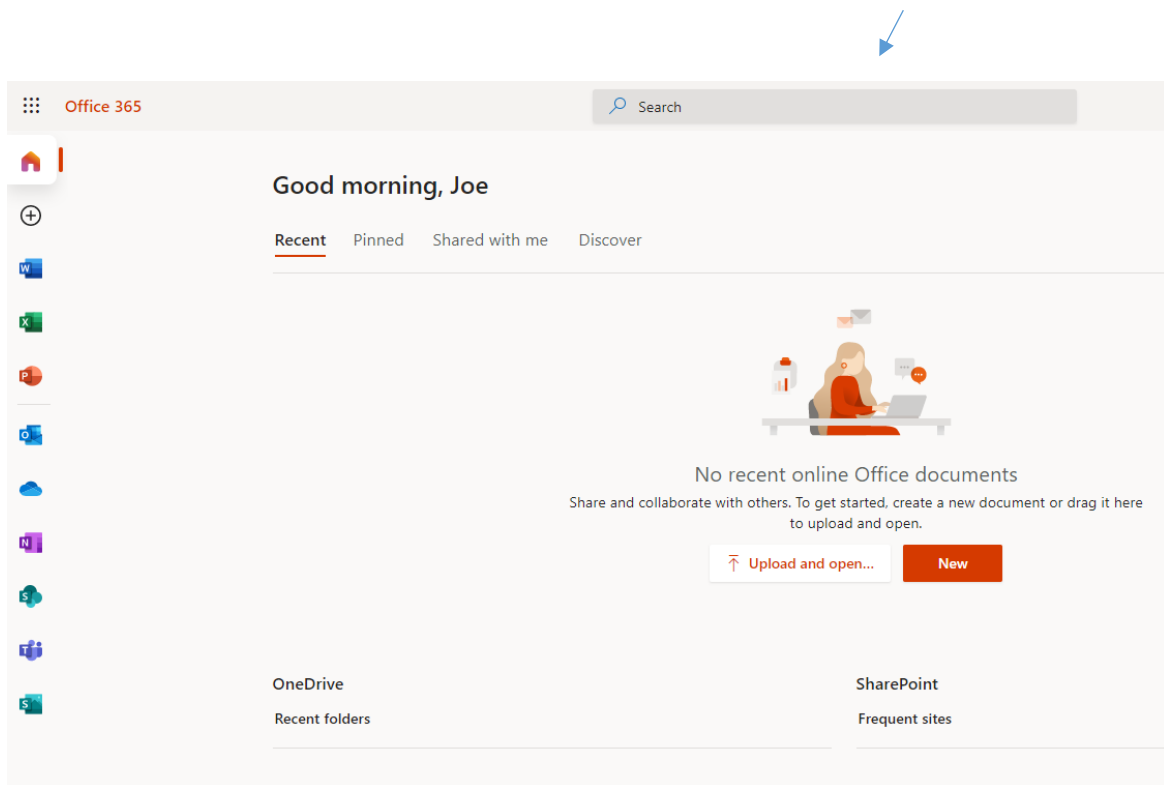 Office 365
Search
Good morning, Joe
Recent Pinned Shared with me Discover
No recent online Office documents
Share and collaborate with others. To get started, create a new document or drag it here
to upload and open.
Upload and open... New
OneDrive SharePoint
Recent folders Frequent sites
W
X
P
O
N
S
T
S